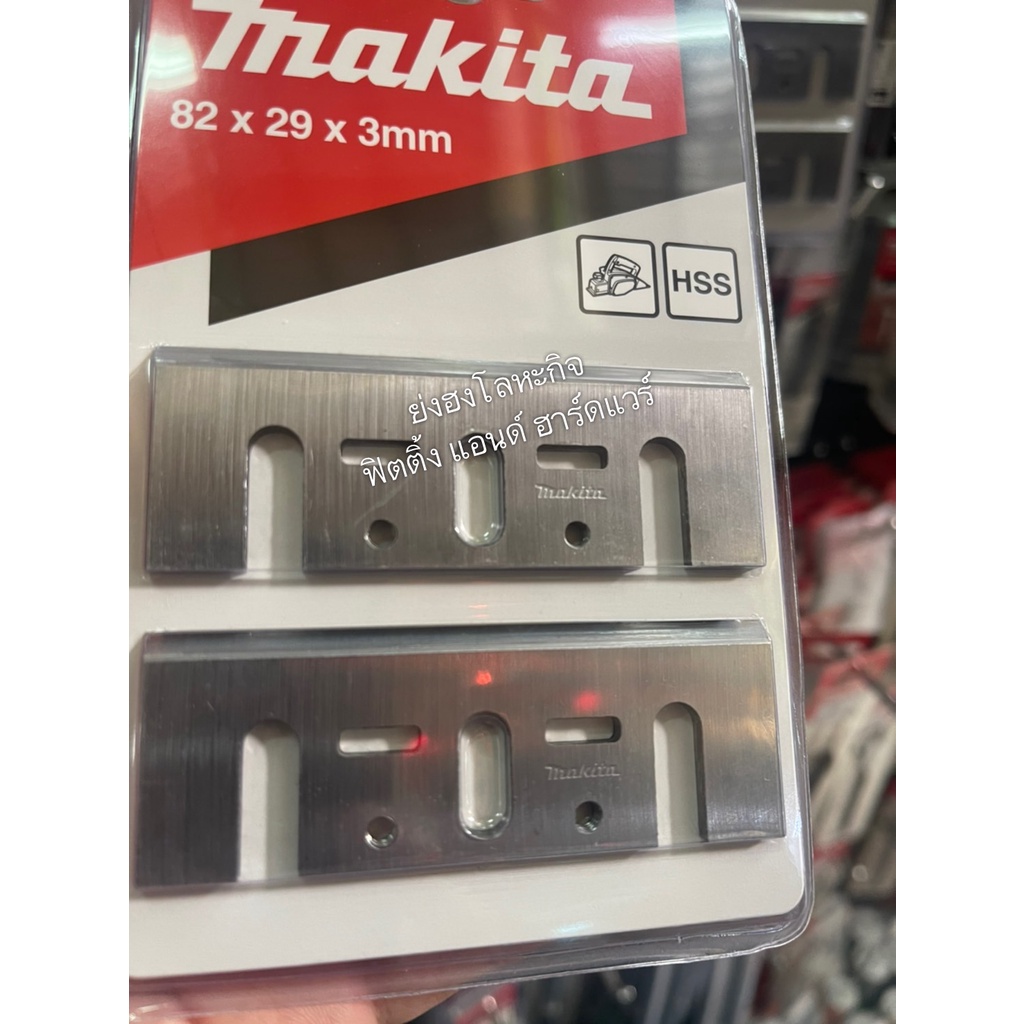 makita
82 x 29 x 3mm
HSS
ย่งฮงโลหะกิจ
ฟิตติ้ง แอนด์ ฮาร์ดแวร์
makita
makita